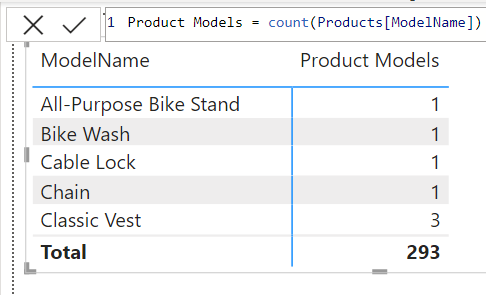 1 Product Models = count(Products[ModelName])
ModelName Product Models
All-Purpose Bike Stand 1
Bike Wash 1
Cable Lock 1
Chain 1
Classic Vest 3
Total 293